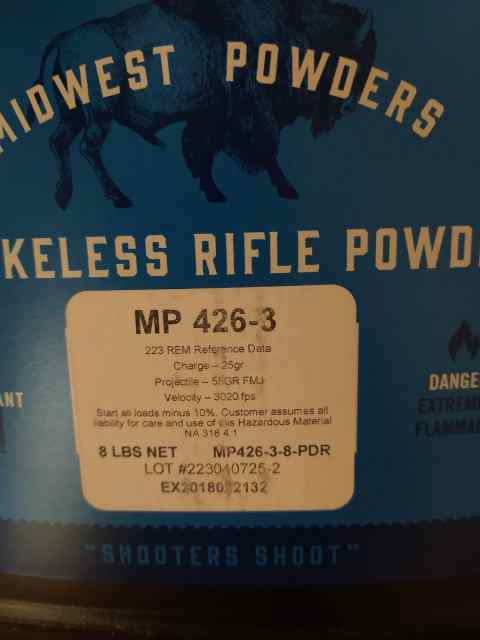 MIDWEST POWDERS
KELESS RIFLE POWD
MP 426-3
223 REM Reference Data
Charge – 25gr
Projectile – 55GR FMJ
Velocity – 3020 fps
Start all loads minus 10%. Customer assumes all
liability for care and use of this Hazardous Material
NA 318 4.1
8 LBS NET MP426-3-8-PDR
LOT #223040725-2
ANT
DANGE
EXTREME
FLAMMA
"SHOOTERS SHOOT"